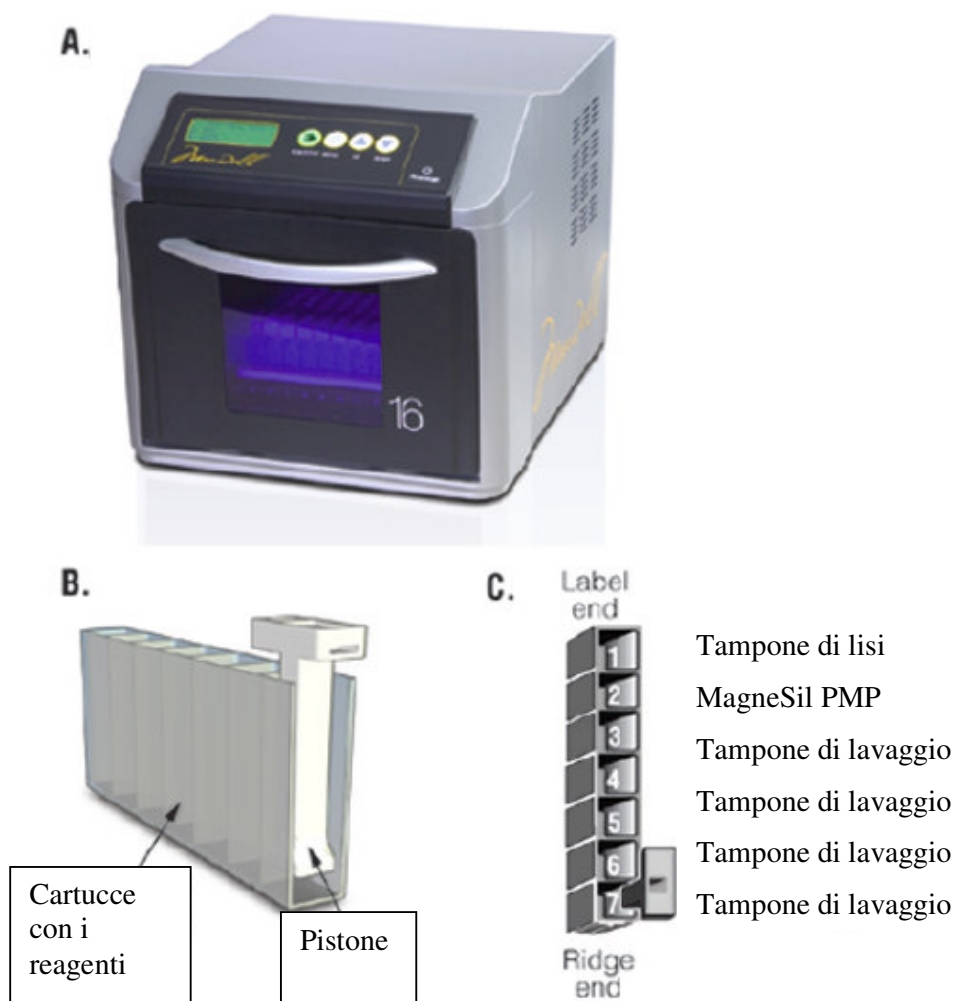 A.
16
B.
Cartucce
con i
reagenti
Pistone
C.
Label
end
1
2
3
4
5
6
7
Tampone di lisi
MagneSil PMP
Tampone di lavaggio
Tampone di lavaggio
Tampone di lavaggio
Tampone di lavaggio
Ridge
end